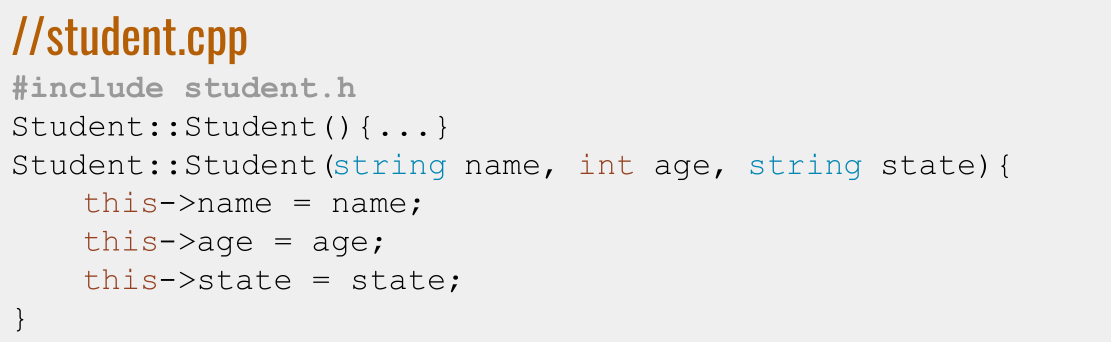 //student.cpp
#include student.h
Student::Student(){...}
Student::Student(string name, int age, string state){
    this->name = name;
    this->age = age;
    this->state = state;
}